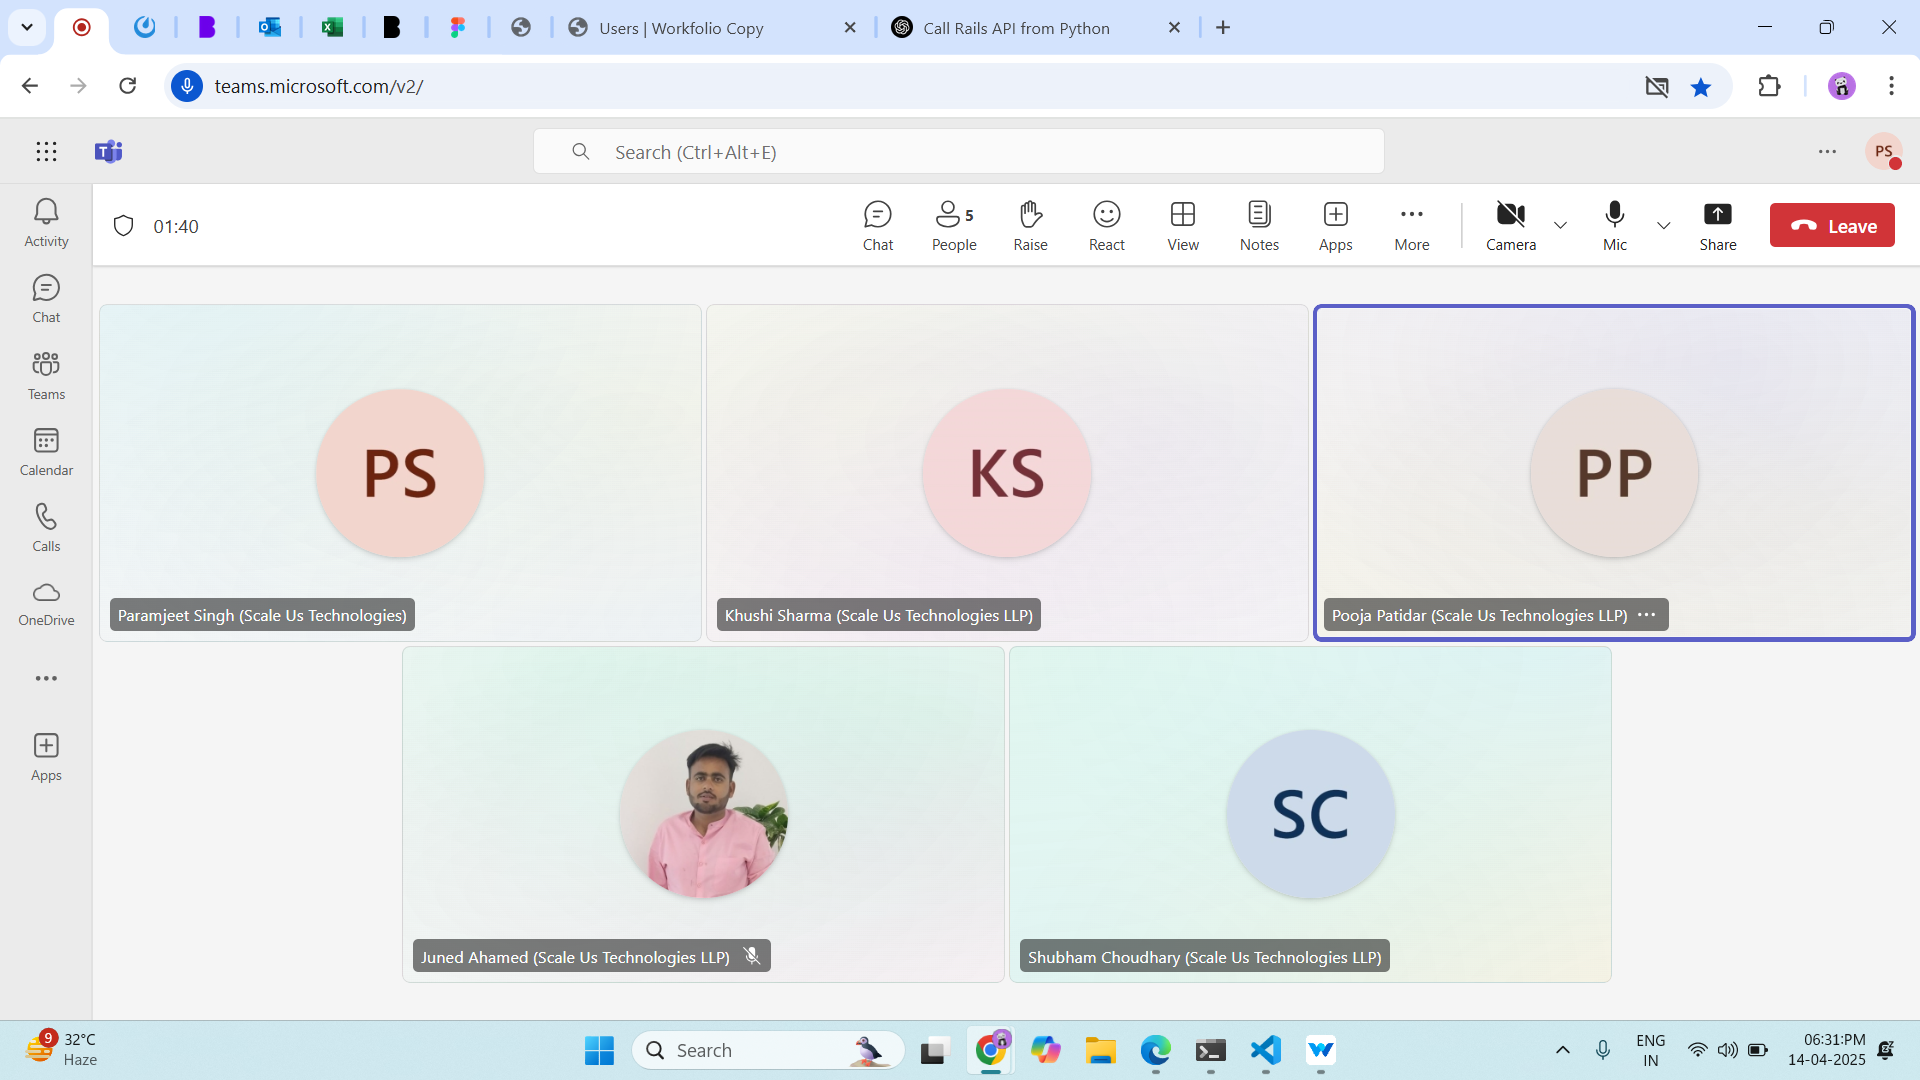 Users | Workfolio Copy
Call Rails API from Python
teams.microsoft.com/v2/
Search (Ctrl+Alt+E)
PS
Activity
Chat
Teams
Calendar
Calls
OneDrive
Apps
01:40
Chat
People
5
Raise
React
View
Notes
Apps
More
Camera
Mic
Share
Leave
PS
Paramjeet Singh (Scale Us Technologies)
KS
Khushi Sharma (Scale Us Technologies LLP)
PP
Pooja Patidar (Scale Us Technologies LLP)
Juned Ahamed (Scale Us Technologies LLP)
SC
Shubham Choudhary (Scale Us Technologies LLP)
9
32°C
Haze
Search
ENG
IN
06:31:PM
14-04-2025